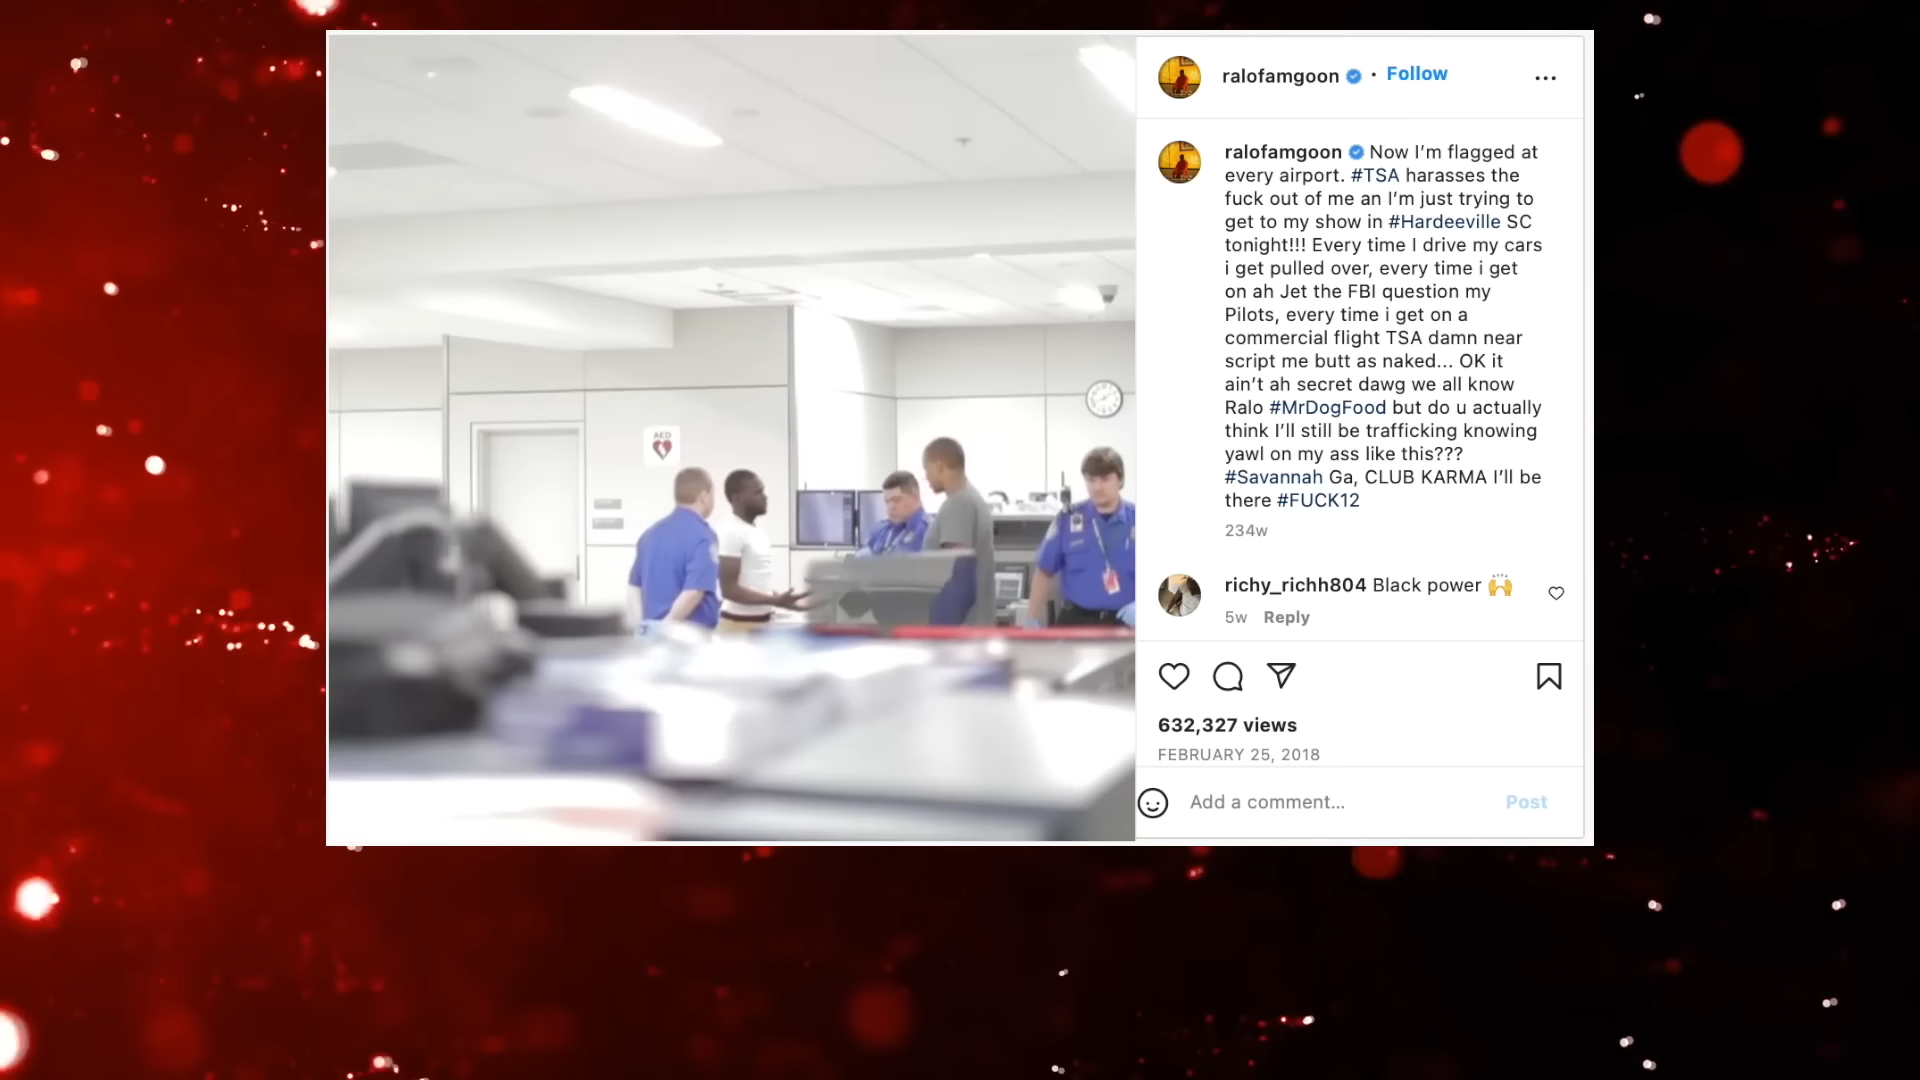 AED
ralofamgoon • Follow
ralofamgoon Now I’m flagged at
every airport. #TSA harasses the
fuck out of me an I’m just trying to
get to my show in #Hardeeville SC
tonight!!! Every time I drive my cars
i get pulled over, every time i get
on ah Jet the FBI question my
Pilots, every time i get on a
commercial flight TSA damn near
script me butt as naked... OK it
ain’t ah secret dawg we all know
Ralo #MrDogFood but do u actually
think I’ll still be trafficking knowing
yawl on my ass like this???
#Savannah Ga, CLUB KARMA I’ll be
there #FUCK12
234w
richy_richh804 Black power 🙌
5w Reply
632,327 views
FEBRUARY 25, 2018
Add a comment...
Post